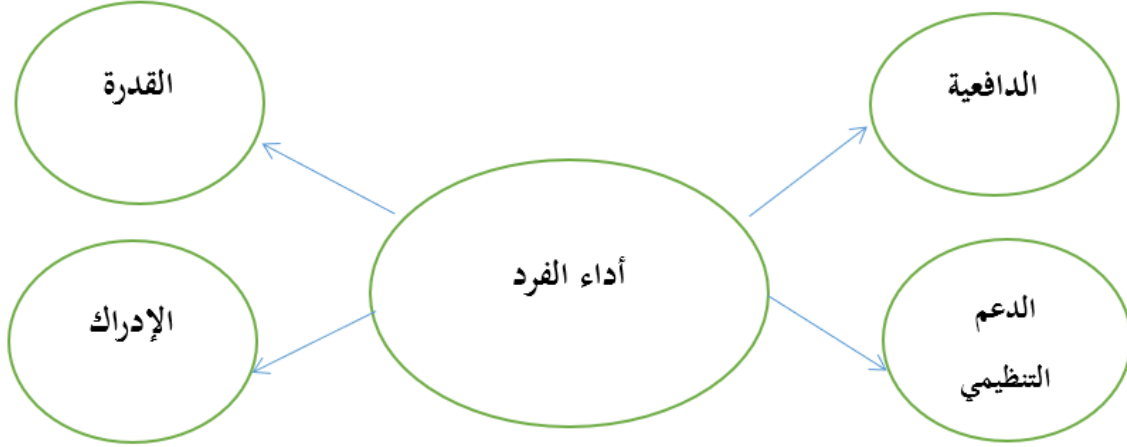 الدافعية
القدرة
أداء الفرد
الدعم
التنظيمي
الإدراك